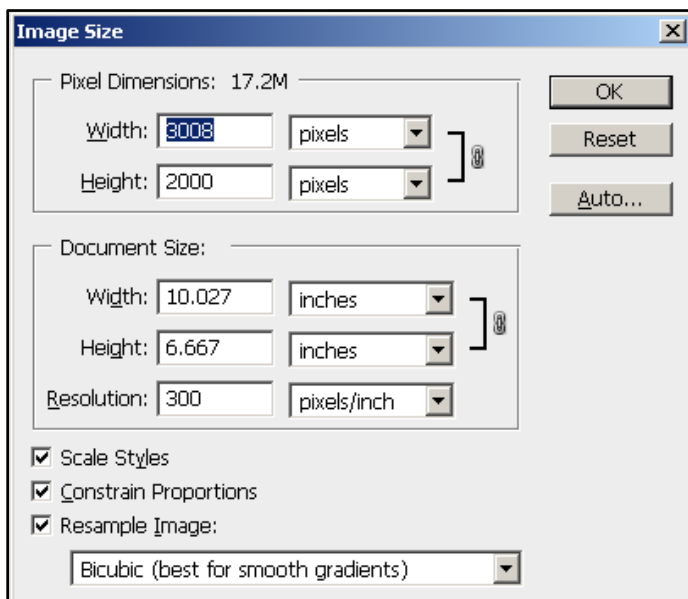 Image Size
Pixel Dimensions: 17.2M
OK
Width: 3008 pixels
Reset
Height: 2000 pixels
Auto...
Document Size:
Width: 10.027 inches
Height: 6.667 inches
Resolution: 300 pixels/inch
Scale Styles
Constrain Proportions
Resample Image:
Bicubic (best for smooth gradients)